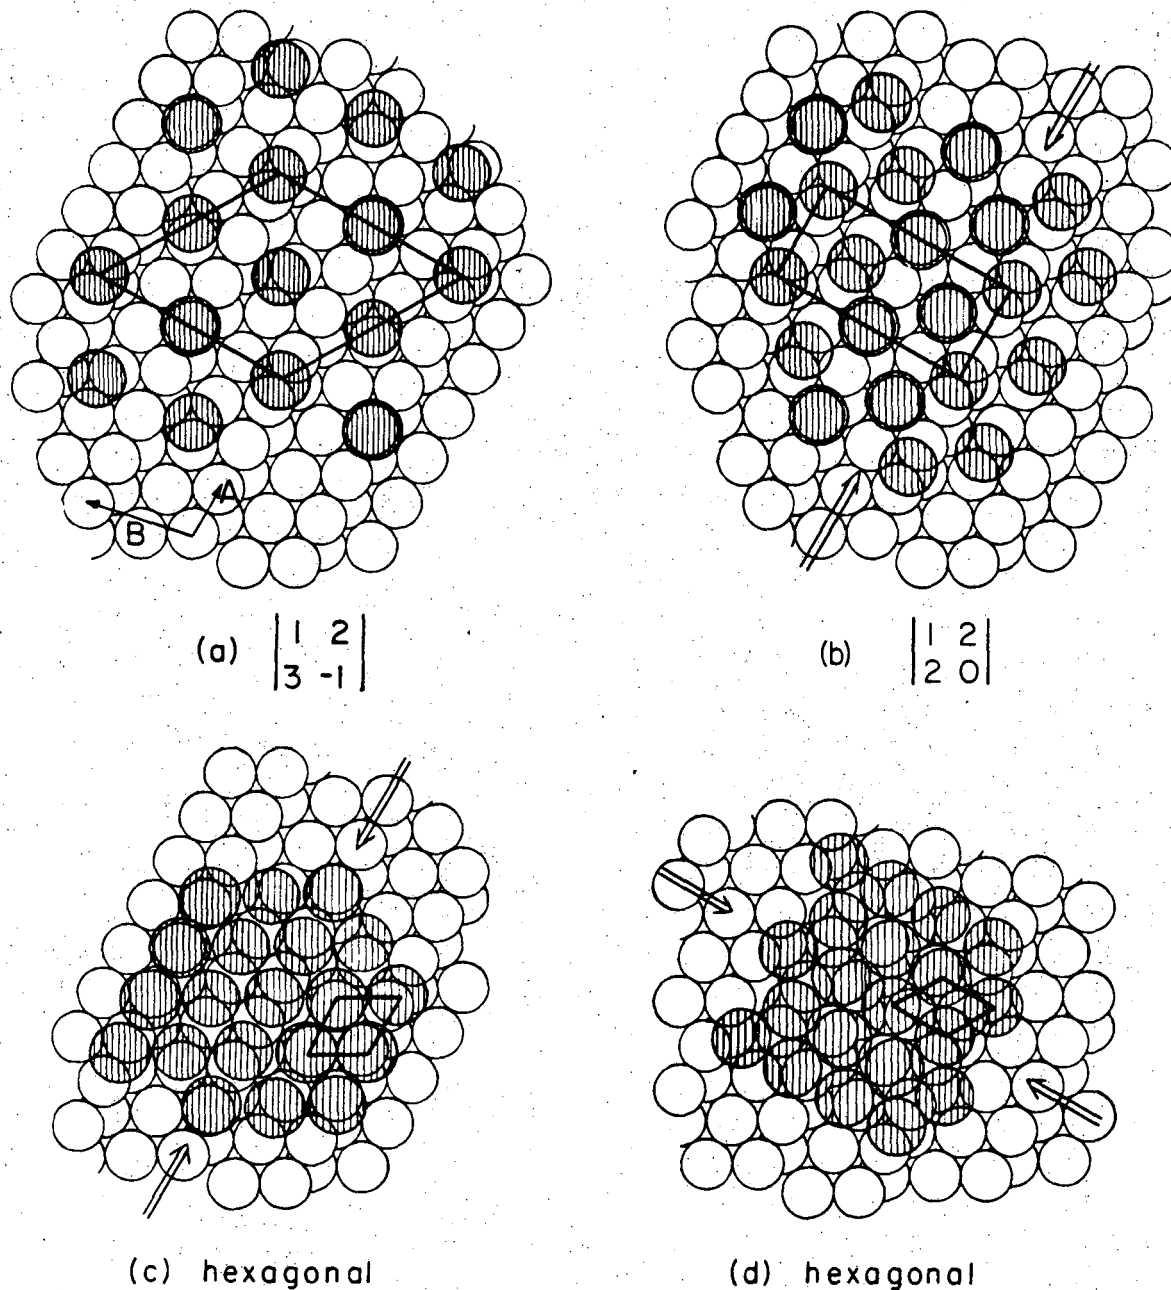 A
B
(a) |1 2|
|3 -1|
(b) |1 2|
|2 0|
(c) hexagonal
(d) hexagonal